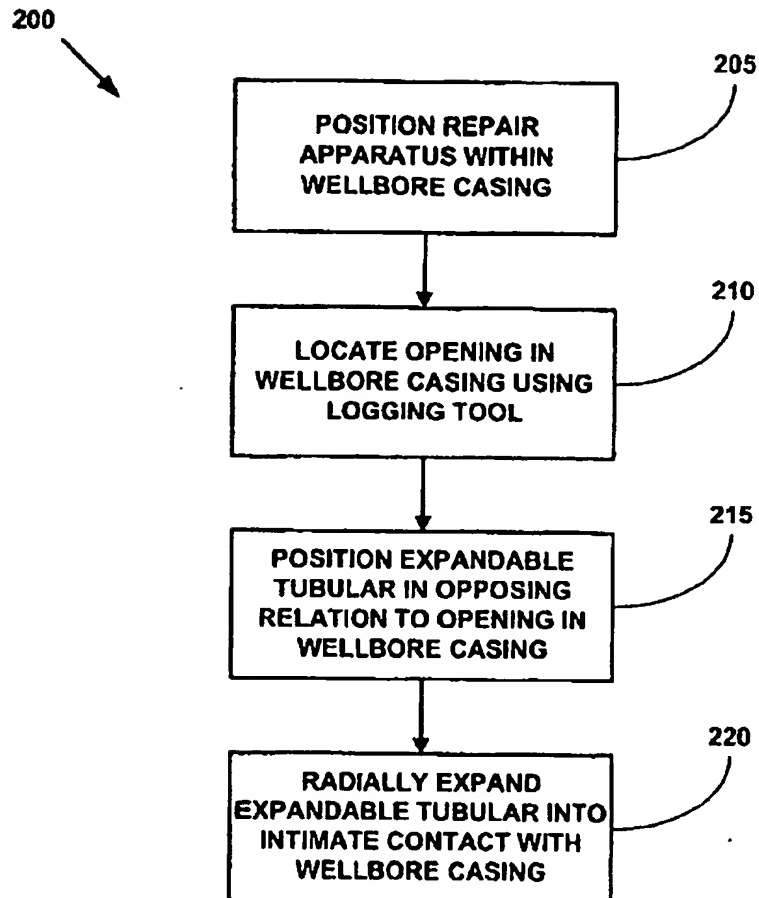 200
205
POSITION REPAIR
APPARATUS WITHIN
WELLBORE CASING
210
LOCATE OPENING IN
WELLBORE CASING USING
LOGGING TOOL
215
POSITION EXPANDABLE
TUBULAR IN OPPOSING
RELATION TO OPENING IN
WELLBORE CASING
220
RADIALLY EXPAND
EXPANDABLE TUBULAR INTO
INTIMATE CONTACT WITH
WELLBORE CASING